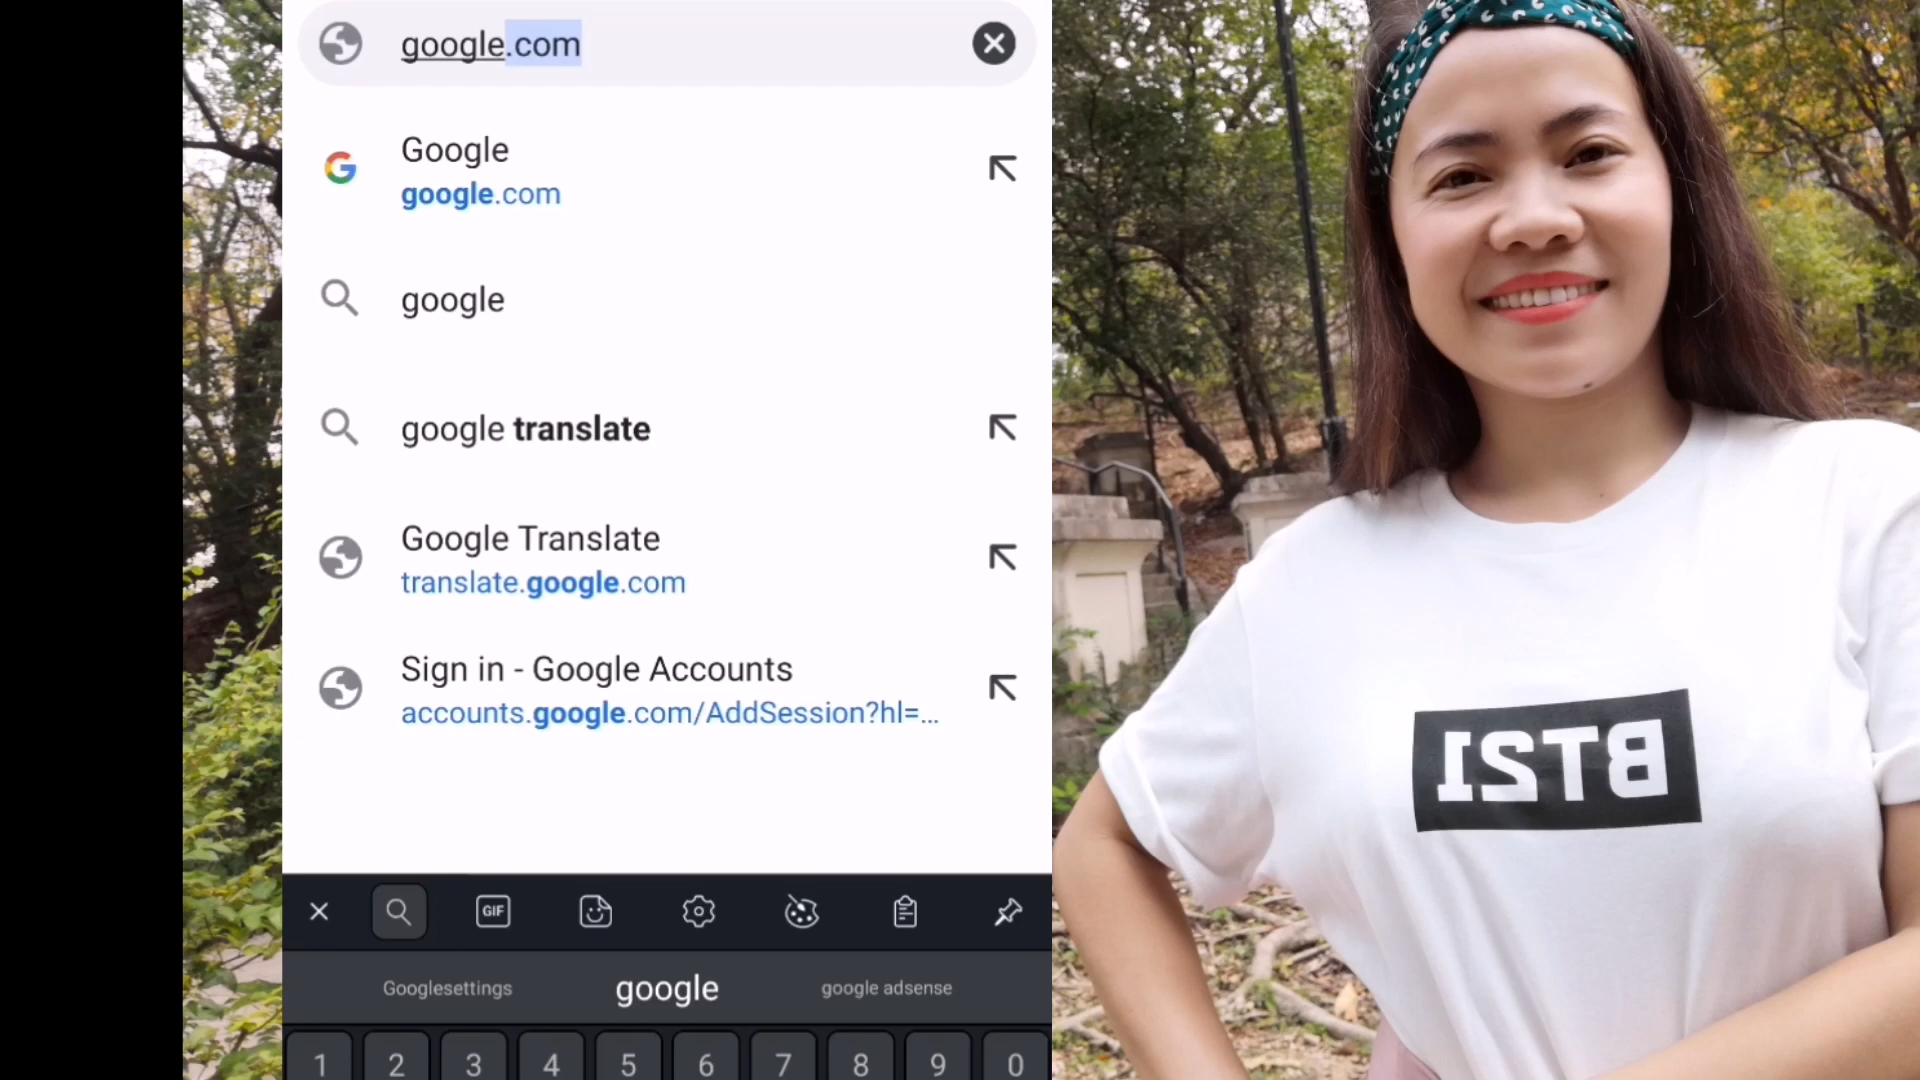 google.com
Google
google.com
google
google translate
Google Translate
translate.google.com
Sign in - Google Accounts
accounts.google.com/AddSession?hl=...
GIF
Googlesettings google google adsense
1 2 3 4 5 6 7 8 9 0
BT21